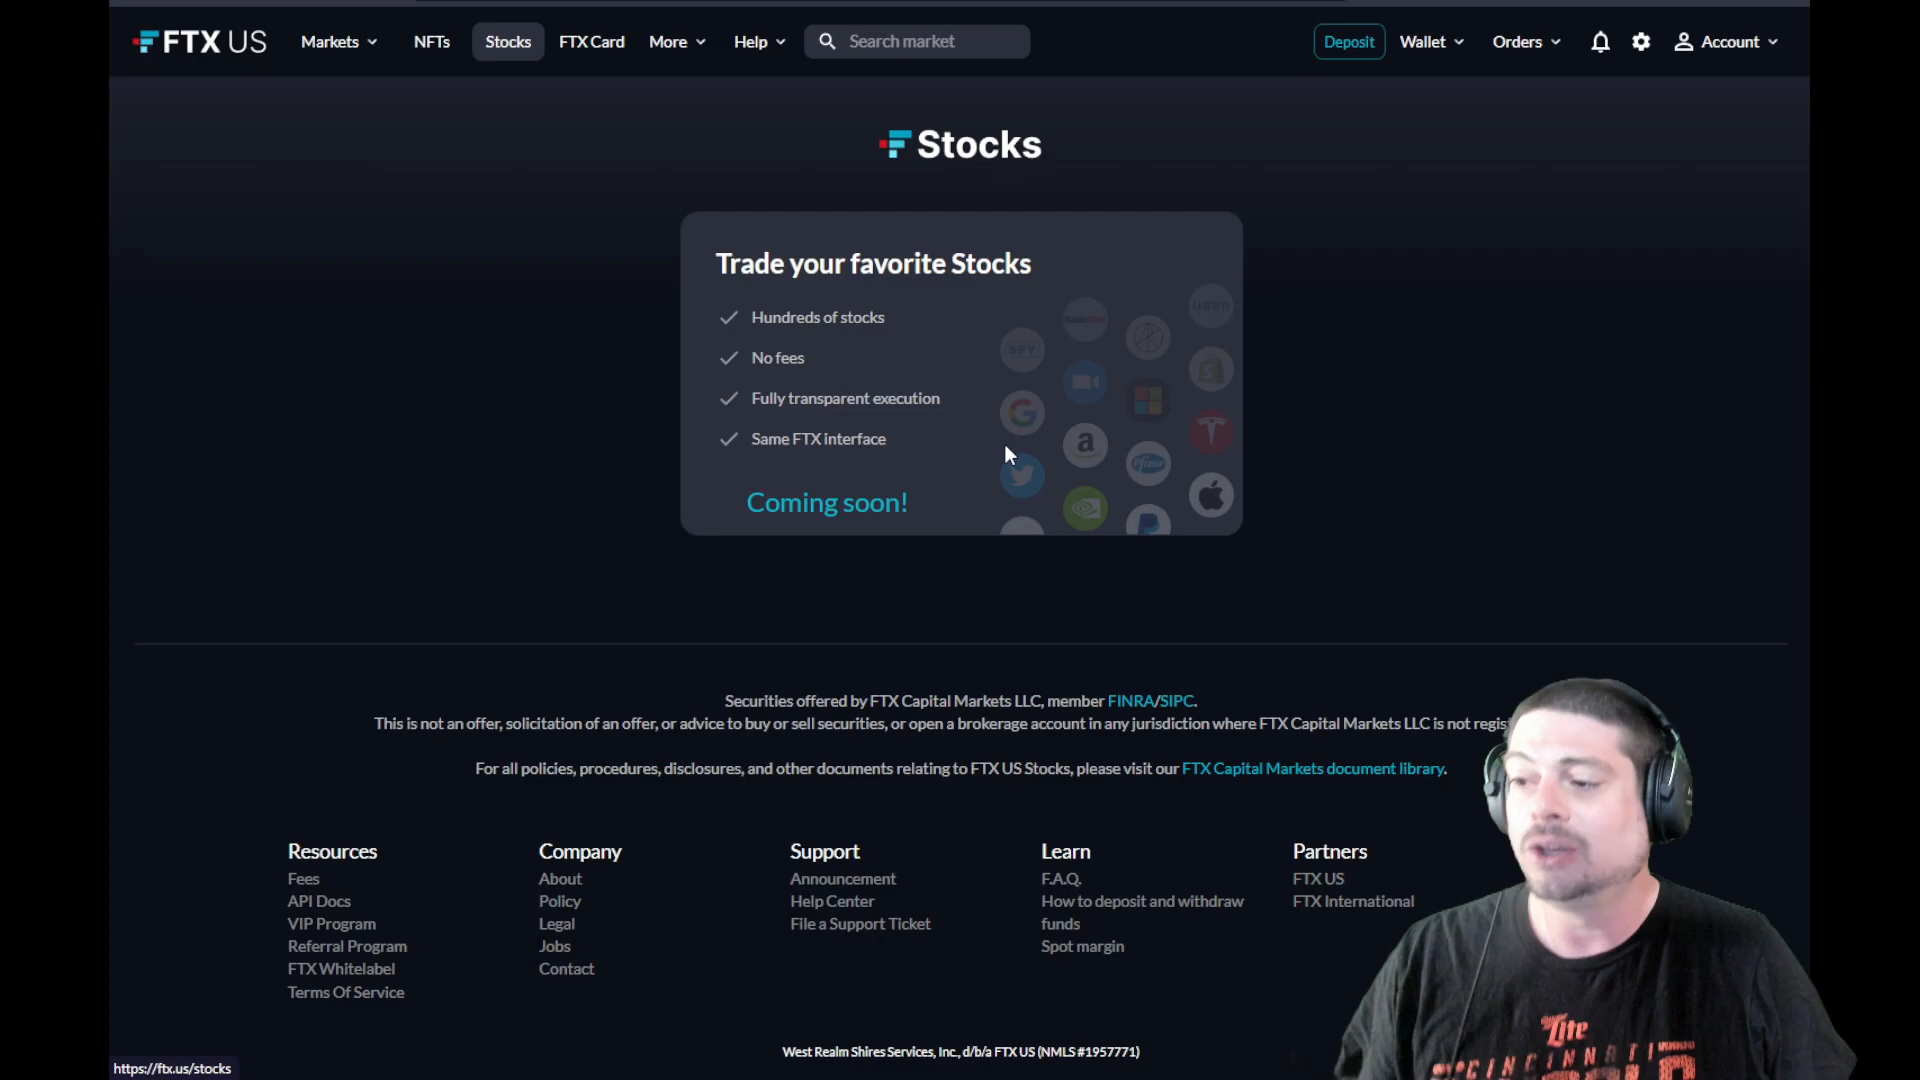 FTX US
Markets
NFTs
Stocks
FTX Card
More
Help
Search market
Deposit
Wallet
Orders
Account
Stocks
Trade your favorite Stocks
Hundreds of stocks
No fees
Fully transparent execution
Same FTX interface
Coming soon!
SPY
UBER
Pfizer
Securities offered by FTX Capital Markets LLC, member FINRA/SIPC.
This is not an offer, solicitation of an offer, or advice to buy or sell securities, or open a brokerage account in any jurisdiction where FTX Capital Markets LLC is not regist
For all policies, procedures, disclosures, and other documents relating to FTX US Stocks, please visit our FTX Capital Markets document library.
Resources
Fees
API Docs
VIP Program
Referral Program
FTX Whitelabel
Terms Of Service
Company
About
Policy
Legal
Jobs
Contact
Support
Announcement
Help Center
File a Support Ticket
Learn
F.A.Q.
How to deposit and withdraw
funds
Spot margin
Partners
FTX US
FTX International
West Realm Shires Services, Inc., d/b/a FTX US (NMLS #1957771)
https://ftx.us/stocks
Lite
CINCINNATI